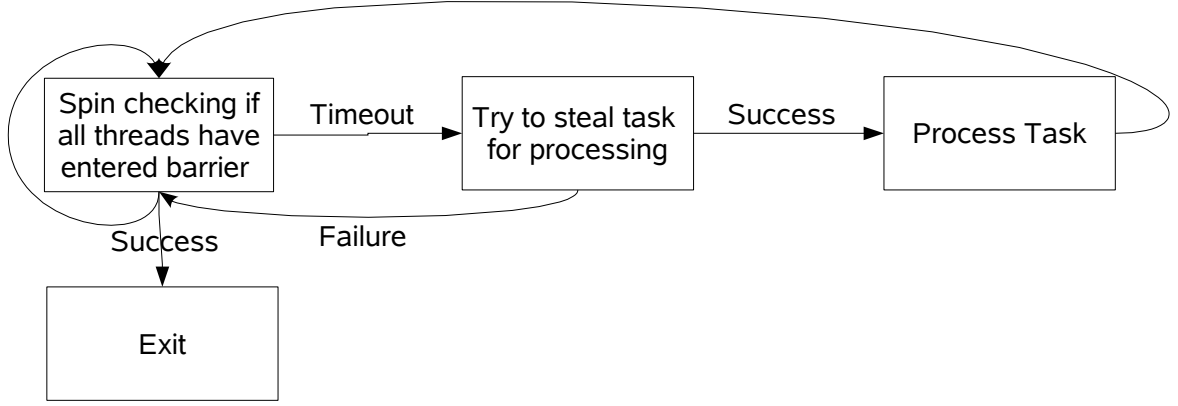 Spin checking if
all threads have
entered barrier
Timeout
Try to steal task
for processing
Success
Process Task
Success
Failure
Exit